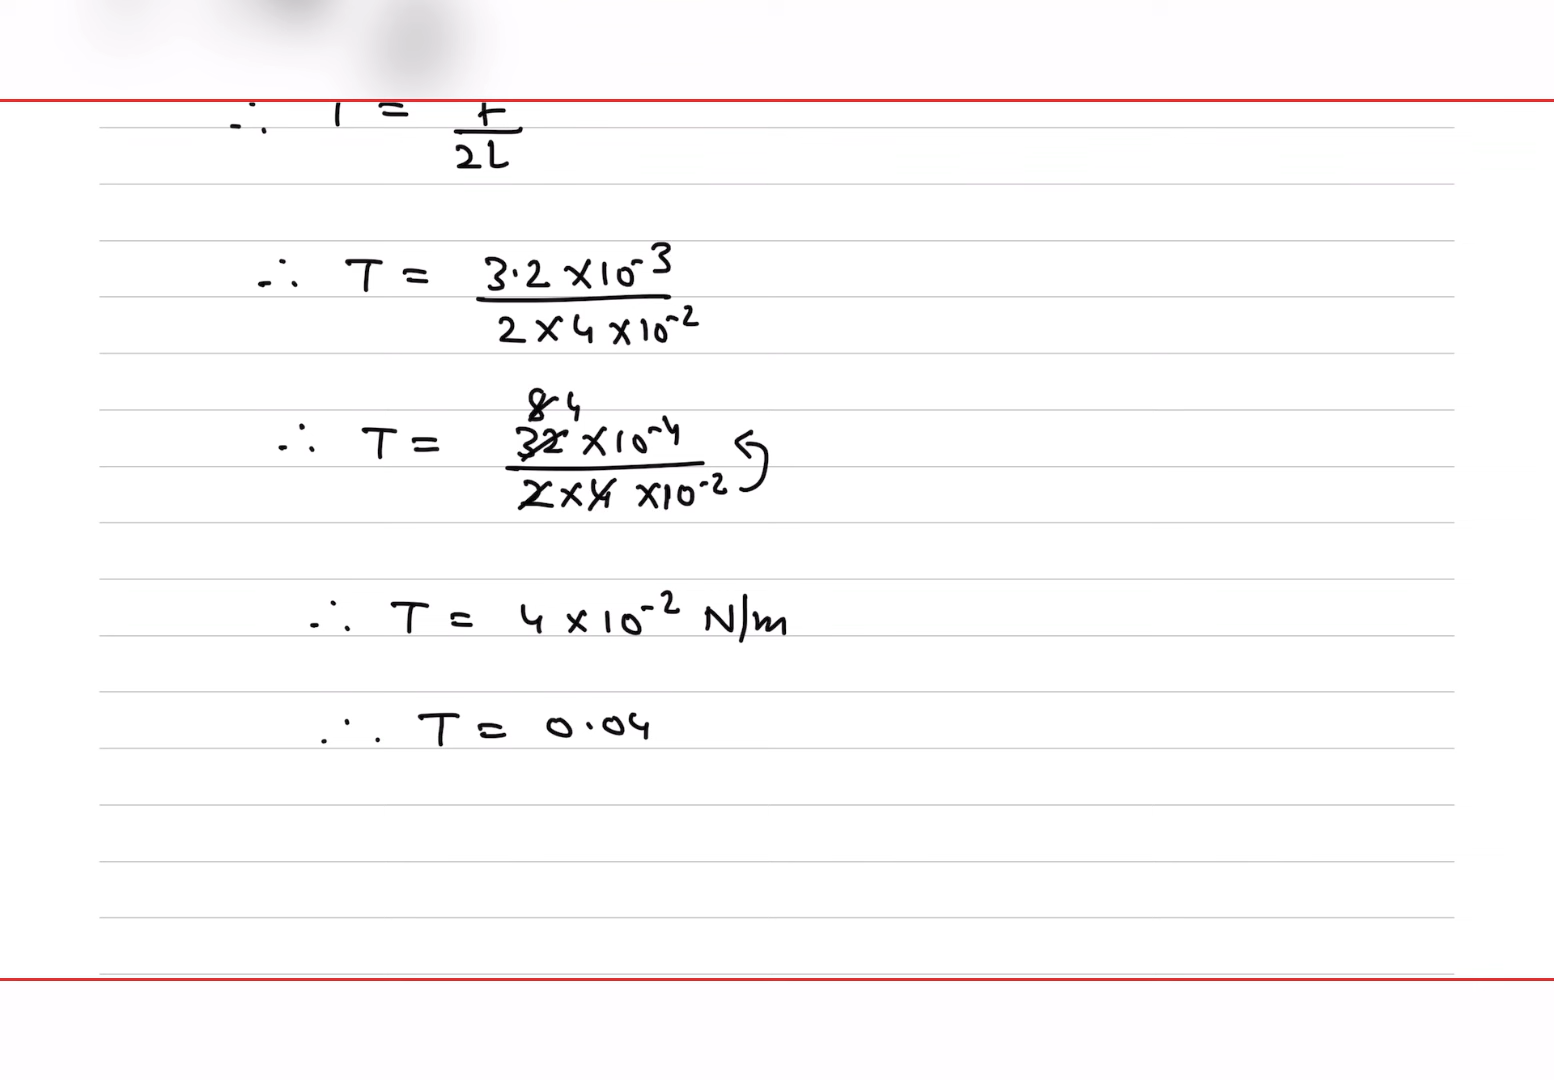 ∴ T = F/2L
∴ T = 3.2 × 10⁻³ / 2 × 4 × 10⁻²
8 4
∴ T = 32 × 10⁻⁴ / 2 × 4 × 10⁻²
∴ T = 4 × 10⁻² N/m
∴ T = 0.04